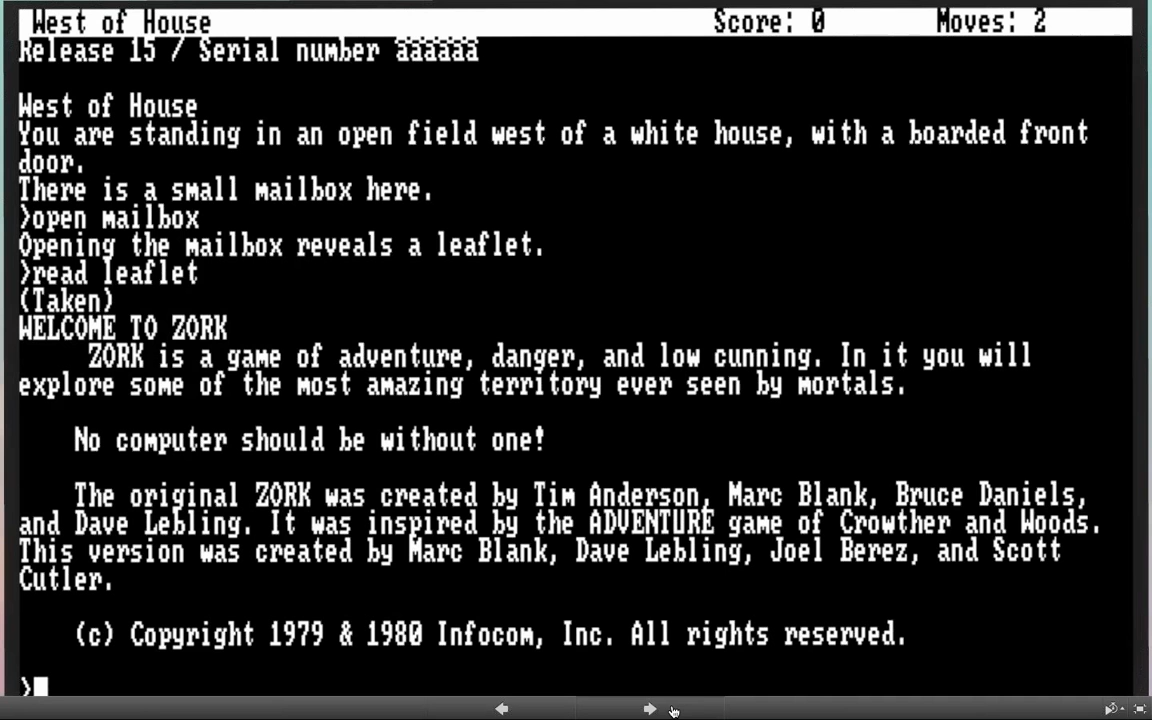 West of House Score: 0 Moves: 2
Release 15 / Serial number āāāāāā
West of House
You are standing in an open field west of a white house, with a boarded front
door.
There is a small mailbox here.
>open mailbox
Opening the mailbox reveals a leaflet.
>read leaflet
(Taken)
WELCOME TO ZORK
ZORK is a game of adventure, danger, and low cunning. In it you will
explore some of the most amazing territory ever seen by mortals.
No computer should be without one!
The original ZORK was created by Tim Anderson, Marc Blank, Bruce Daniels,
and Dave Lebling. It was inspired by the ADVENTURE game of Crowther and Woods.
This version was created by Marc Blank, Dave Lebling, Joel Berez, and Scott
Cutler.
(c) Copyright 1979 & 1980 Infocom, Inc. All rights reserved.
>